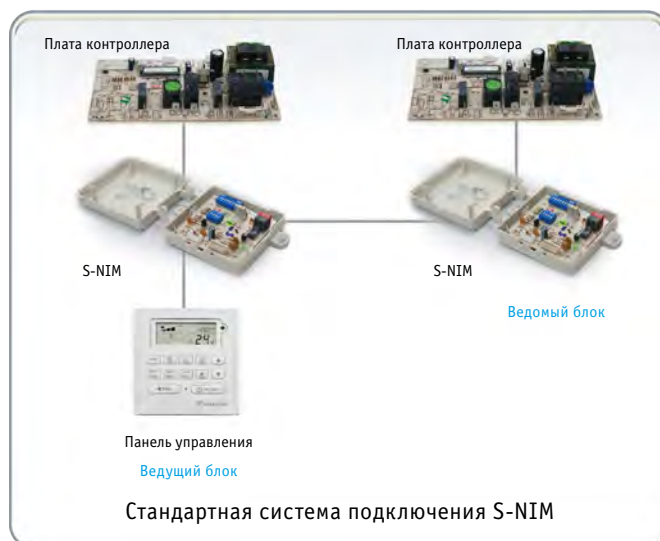 Плата контроллера
Плата контроллера
S-NIM
S-NIM
Ведомый блок
24
Панель управления
Ведущий блок
Стандартная система подключения S-NIM